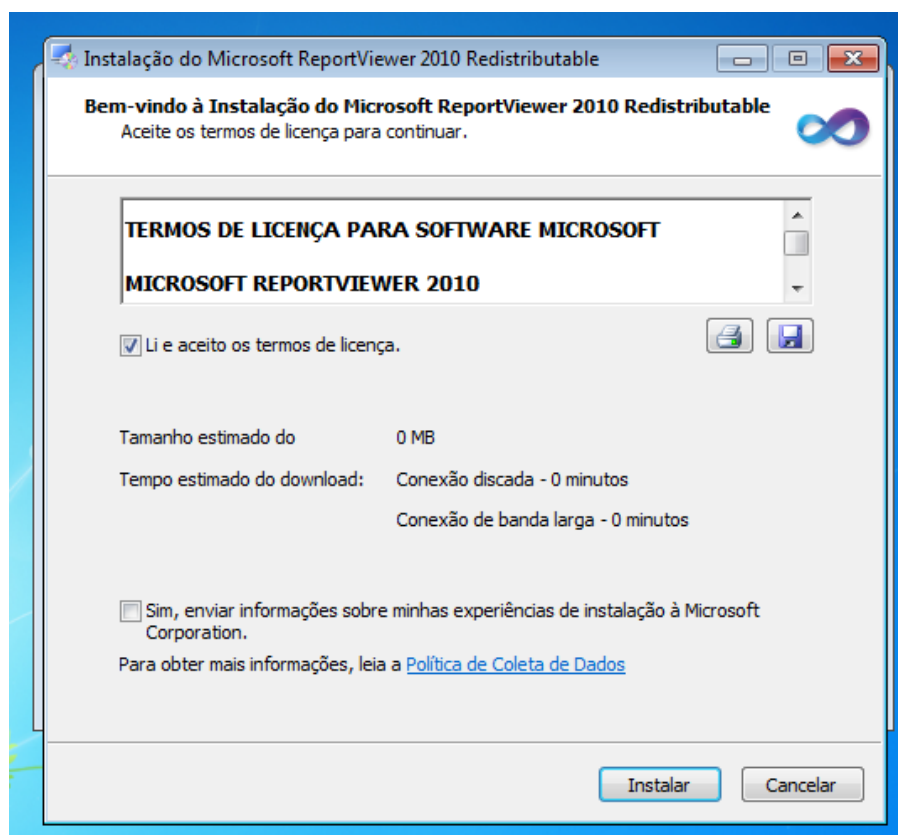 Instalação do Microsoft ReportViewer 2010 Redistributable
Bem-vindo à Instalação do Microsoft ReportViewer 2010 Redistributable
Aceite os termos de licença para continuar.
TERMOS DE LICENÇA PARA SOFTWARE MICROSOFT
MICROSOFT REPORTVIEWER 2010
Li e aceito os termos de licença.
Tamanho estimado do 0 MB
Tempo estimado do download: Conexão discada - 0 minutos
Conexão de banda larga - 0 minutos
Sim, enviar informações sobre minhas experiências de instalação à Microsoft
Corporation.
Para obter mais informações, leia a Política de Coleta de Dados
Instalar Cancelar